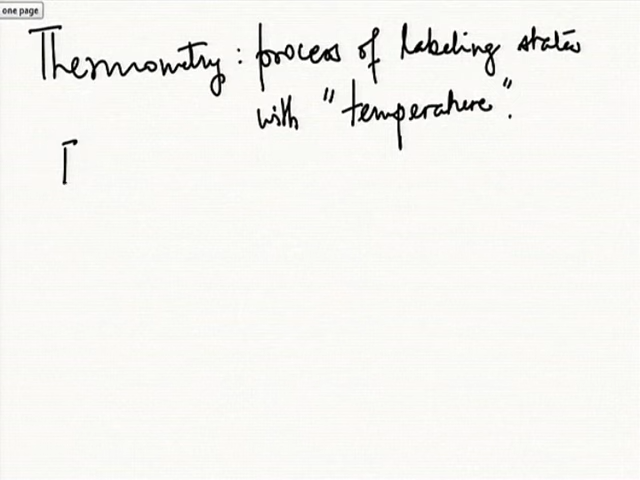 one page
Thermometry : process of labeling states
with "temperature".